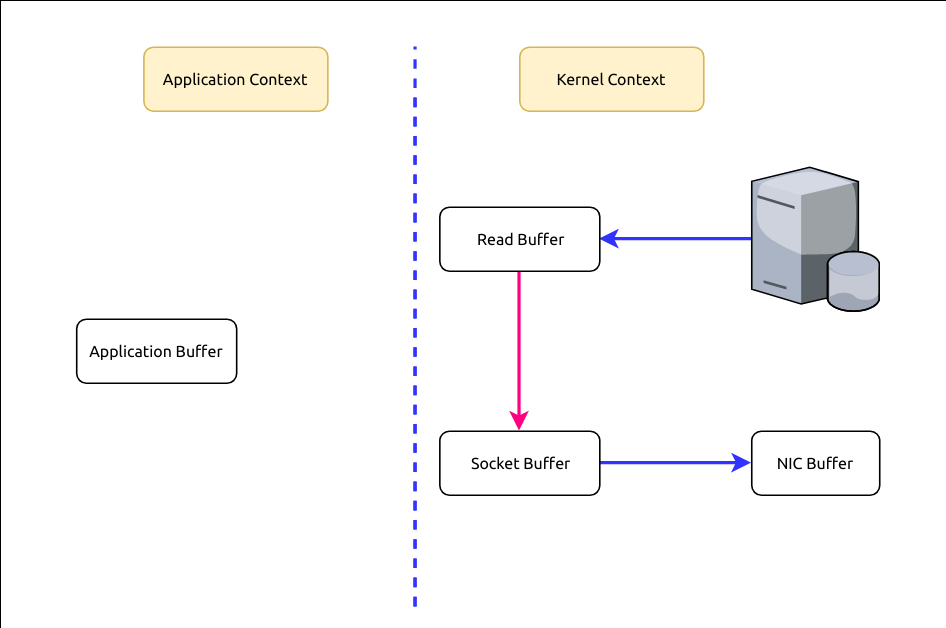 Application Context
Kernel Context
Read Buffer
Application Buffer
Socket Buffer
NIC Buffer